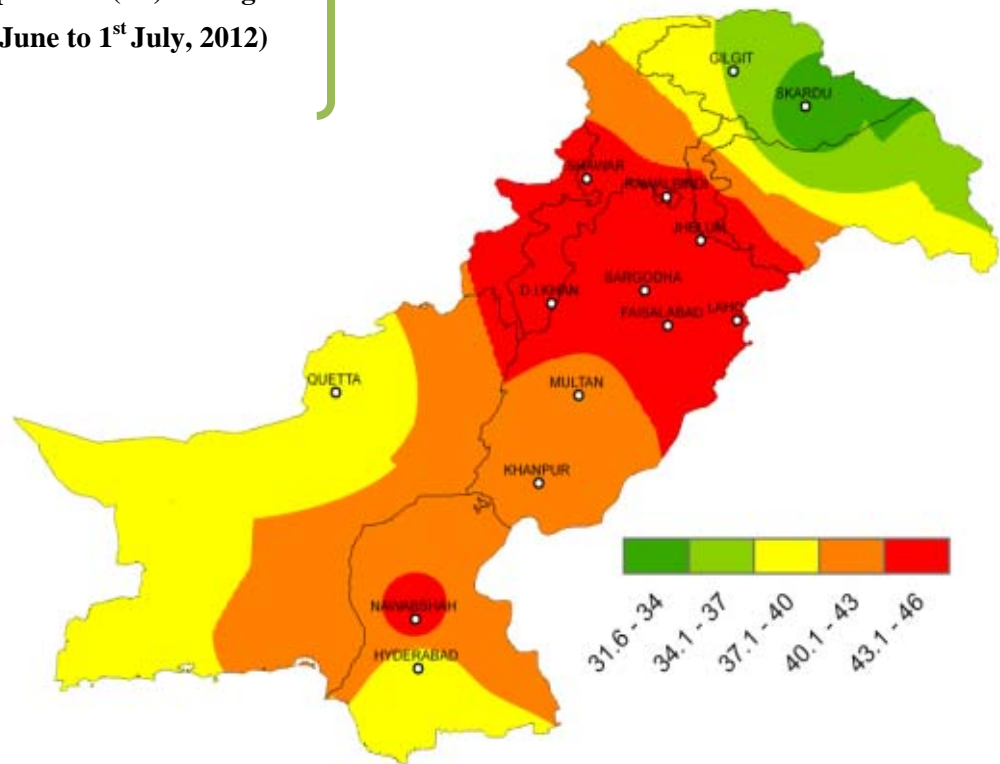 June to 1st July, 2012)
GILGIT
SKARDU
JHELUM
SARGODHA
D.I.KHAN
FAISALABAD LAHO
QUETTA
MULTAN
KHANPUR
NAWABSHAH
HYDERABAD
31.6 - 34
34.1 - 37
37.1 - 40
40.1 - 43
43.1 - 46